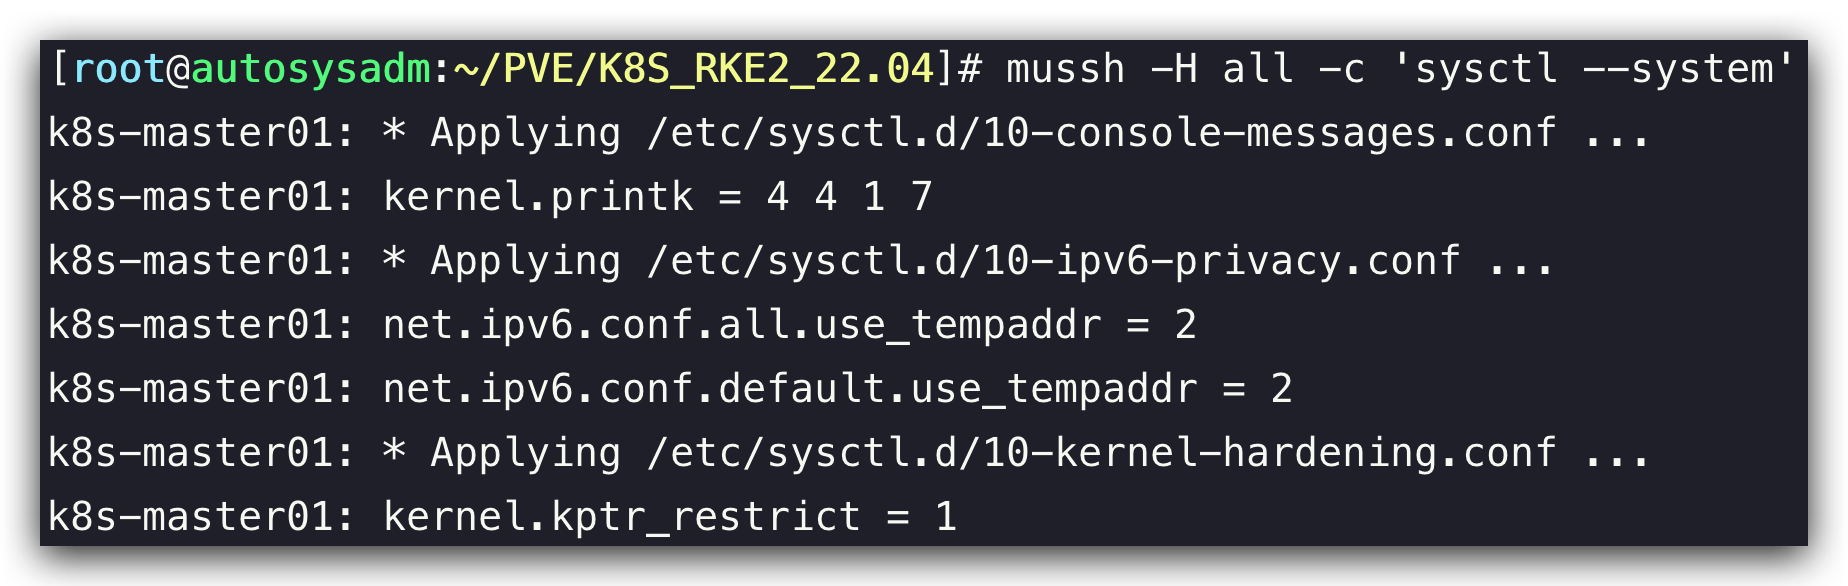 [root@autosysadm:~/PVE/K8S_RKE2_22.04]# mussh -H all -c 'sysctl --system'
k8s-master01: * Applying /etc/sysctl.d/10-console-messages.conf ...
k8s-master01: kernel.printk = 4 4 1 7
k8s-master01: * Applying /etc/sysctl.d/10-ipv6-privacy.conf ...
k8s-master01: net.ipv6.conf.all.use_tempaddr = 2
k8s-master01: net.ipv6.conf.default.use_tempaddr = 2
k8s-master01: * Applying /etc/sysctl.d/10-kernel-hardening.conf ...
k8s-master01: kernel.kptr_restrict = 1